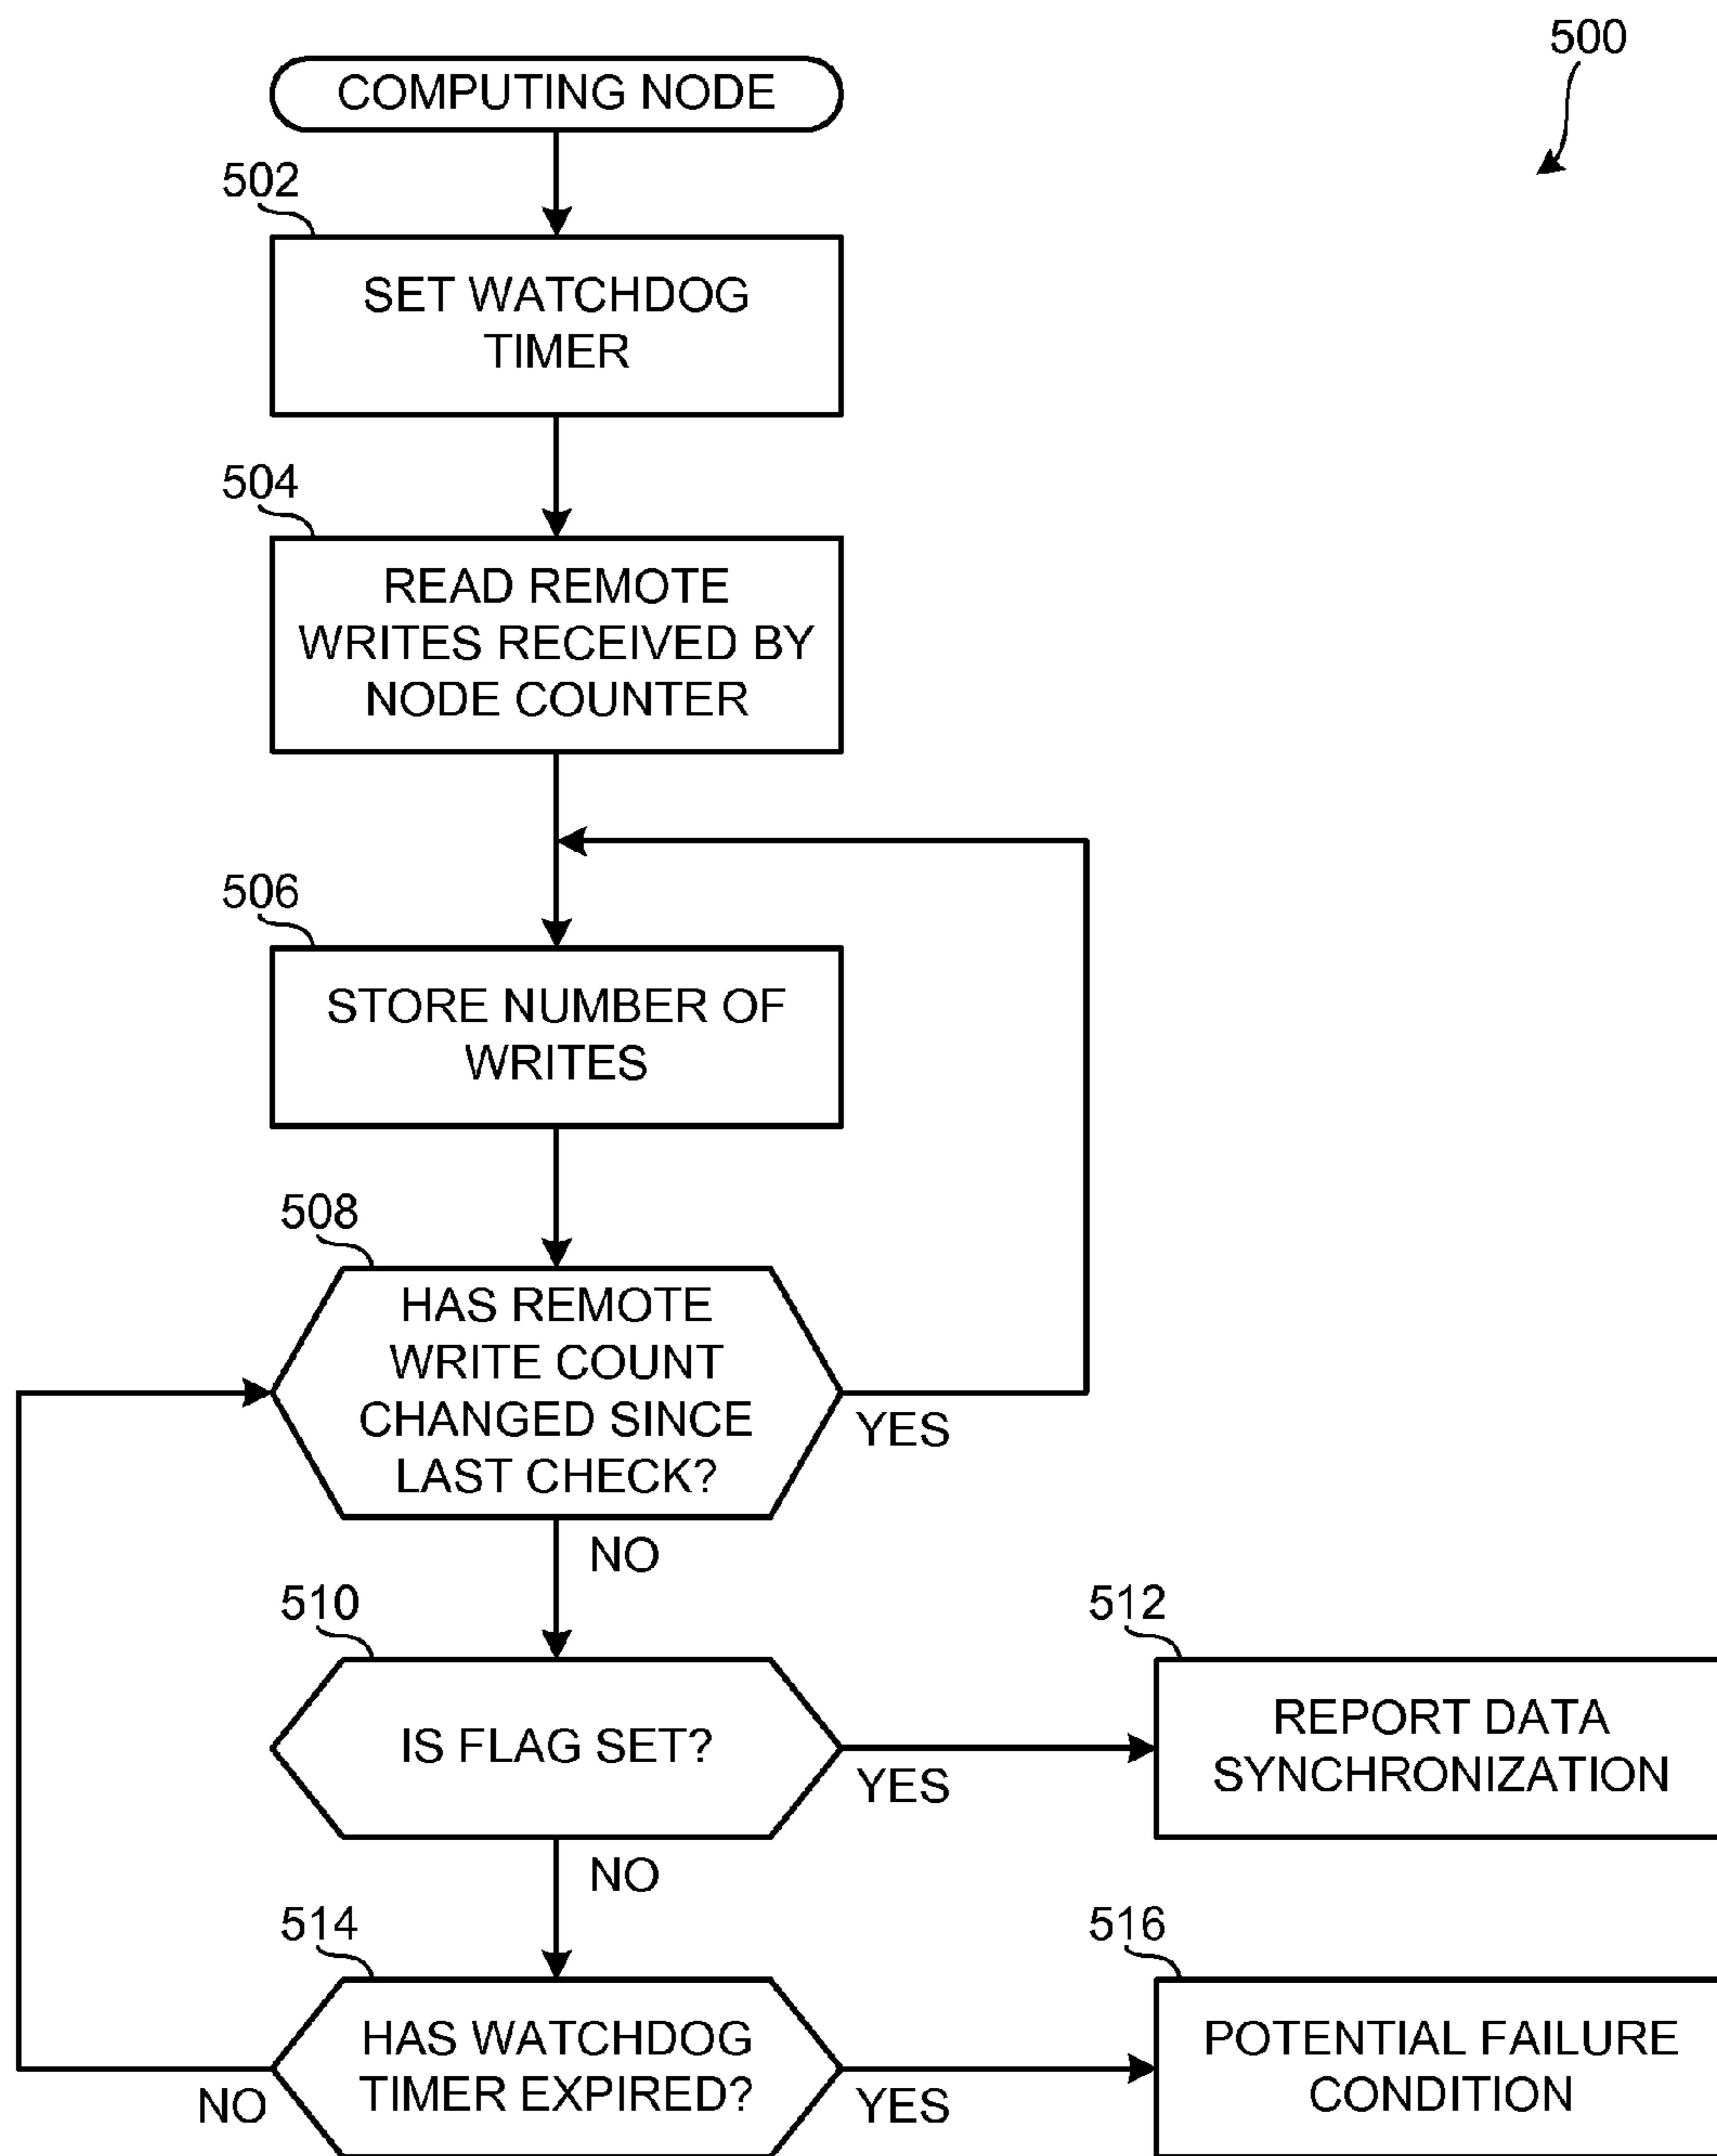 500
COMPUTING NODE
502
SET WATCHDOG
TIMER
504
READ REMOTE
WRITES RECEIVED BY
NODE COUNTER
506
STORE NUMBER OF
WRITES
508
HAS REMOTE
WRITE COUNT
CHANGED SINCE
LAST CHECK?
YES
NO
510
IS FLAG SET?
YES
512
REPORT DATA
SYNCHRONIZATION
NO
514
HAS WATCHDOG
TIMER EXPIRED?
NO
YES
516
POTENTIAL FAILURE
CONDITION